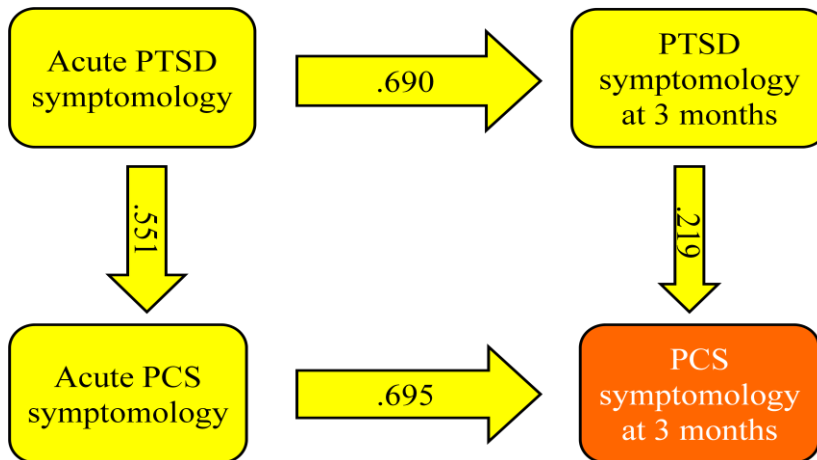 Acute PTSD
symptomology
.690
PTSD
symptomology
at 3 months
.551
.219
Acute PCS
symptomology
.695
PCS
symptomology
at 3 months